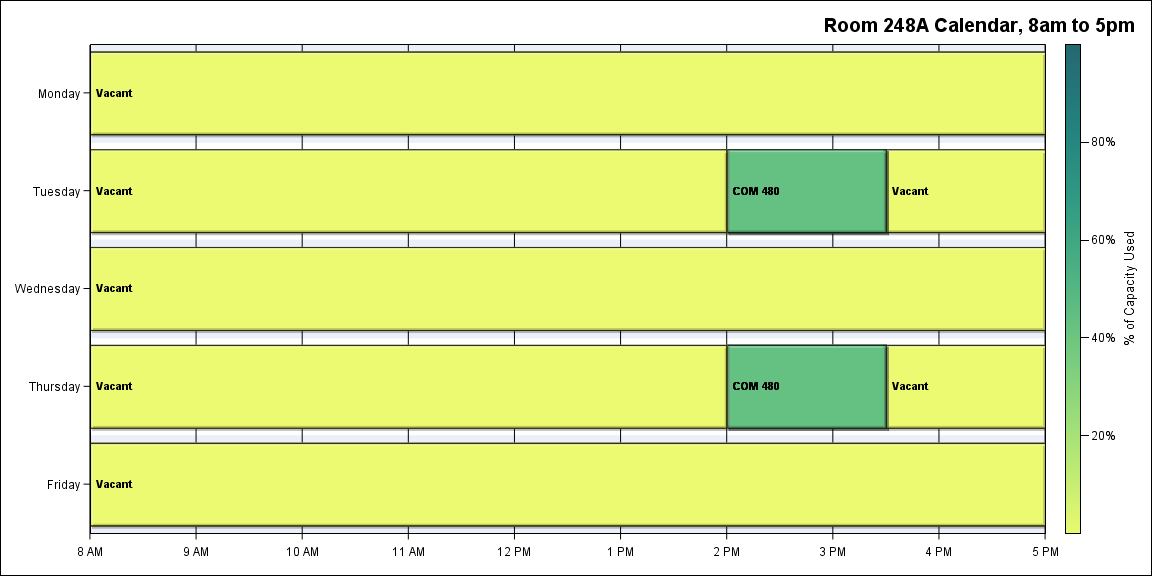 Room 248A Calendar, 8am to 5pm
Monday
Vacant
Tuesday
Vacant
COM 480
Vacant
Wednesday
Vacant
Thursday
Vacant
COM 480
Vacant
Friday
Vacant
8 AM 9 AM 10 AM 11 AM 12 PM 1 PM 2 PM 3 PM 4 PM 5 PM
80%
60%
40%
20%
% of Capacity Used